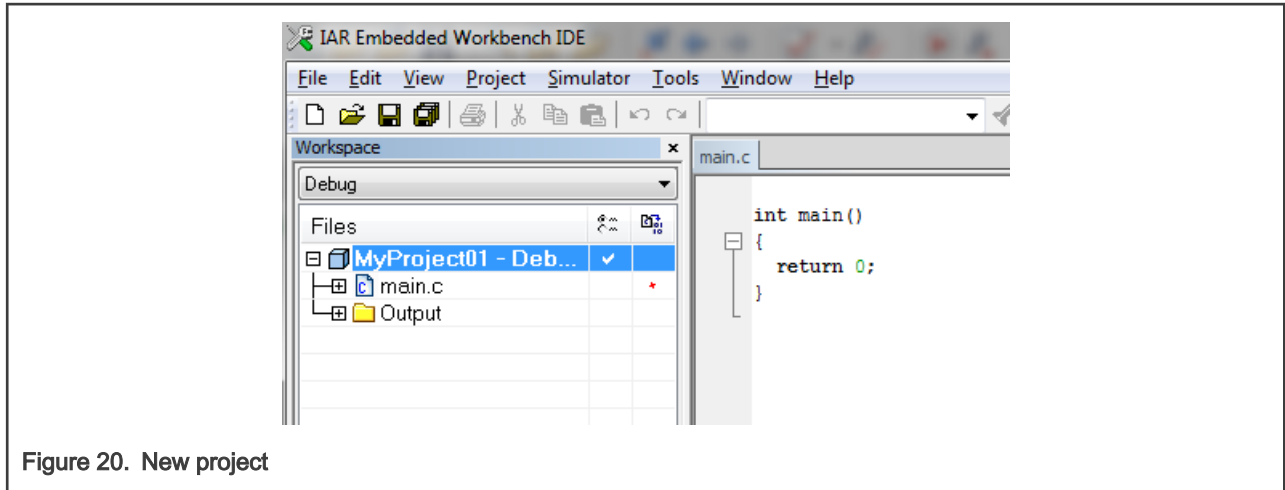 IAR Embedded Workbench IDE
File Edit View Project Simulator Tools Window Help
Workspace
main.c
Debug
Files
MyProject01 - Deb...
main.c
Output
int main()
{
return 0;
}
Figure 20. New project